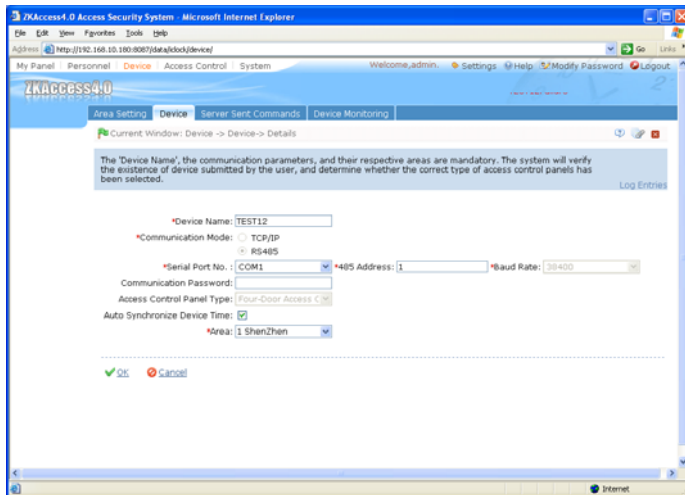 ZKAccess4.0 Access Security System - Microsoft Internet Explorer
File Edit View Favorites Tools Help
Address http://192.168.10.180:8087/data/iclock/device/ Go Links
My Panel Personnel Device Access Control System Welcome,admin. Settings Help Modify Password Logout
ZKAccess4.0
Area Setting Device Server Sent Commands Device Monitoring
Current Window: Device -> Device-> Details
The 'Device Name', the communication parameters, and their respective areas are mandatory. The system will verify
the existence of device submitted by the user, and determine whether the correct type of access control panels has
been selected.
Log Entries
*Device Name: TEST12
*Communication Mode: TCP/IP
RS485
*Serial Port No. : COM1 *485 Address: 1 *Baud Rate: 38400
Communication Password:
Access Control Panel Type: Four-Door Access C
Auto Synchronize Device Time:
*Area: 1 ShenZhen
OK Cancel
Internet